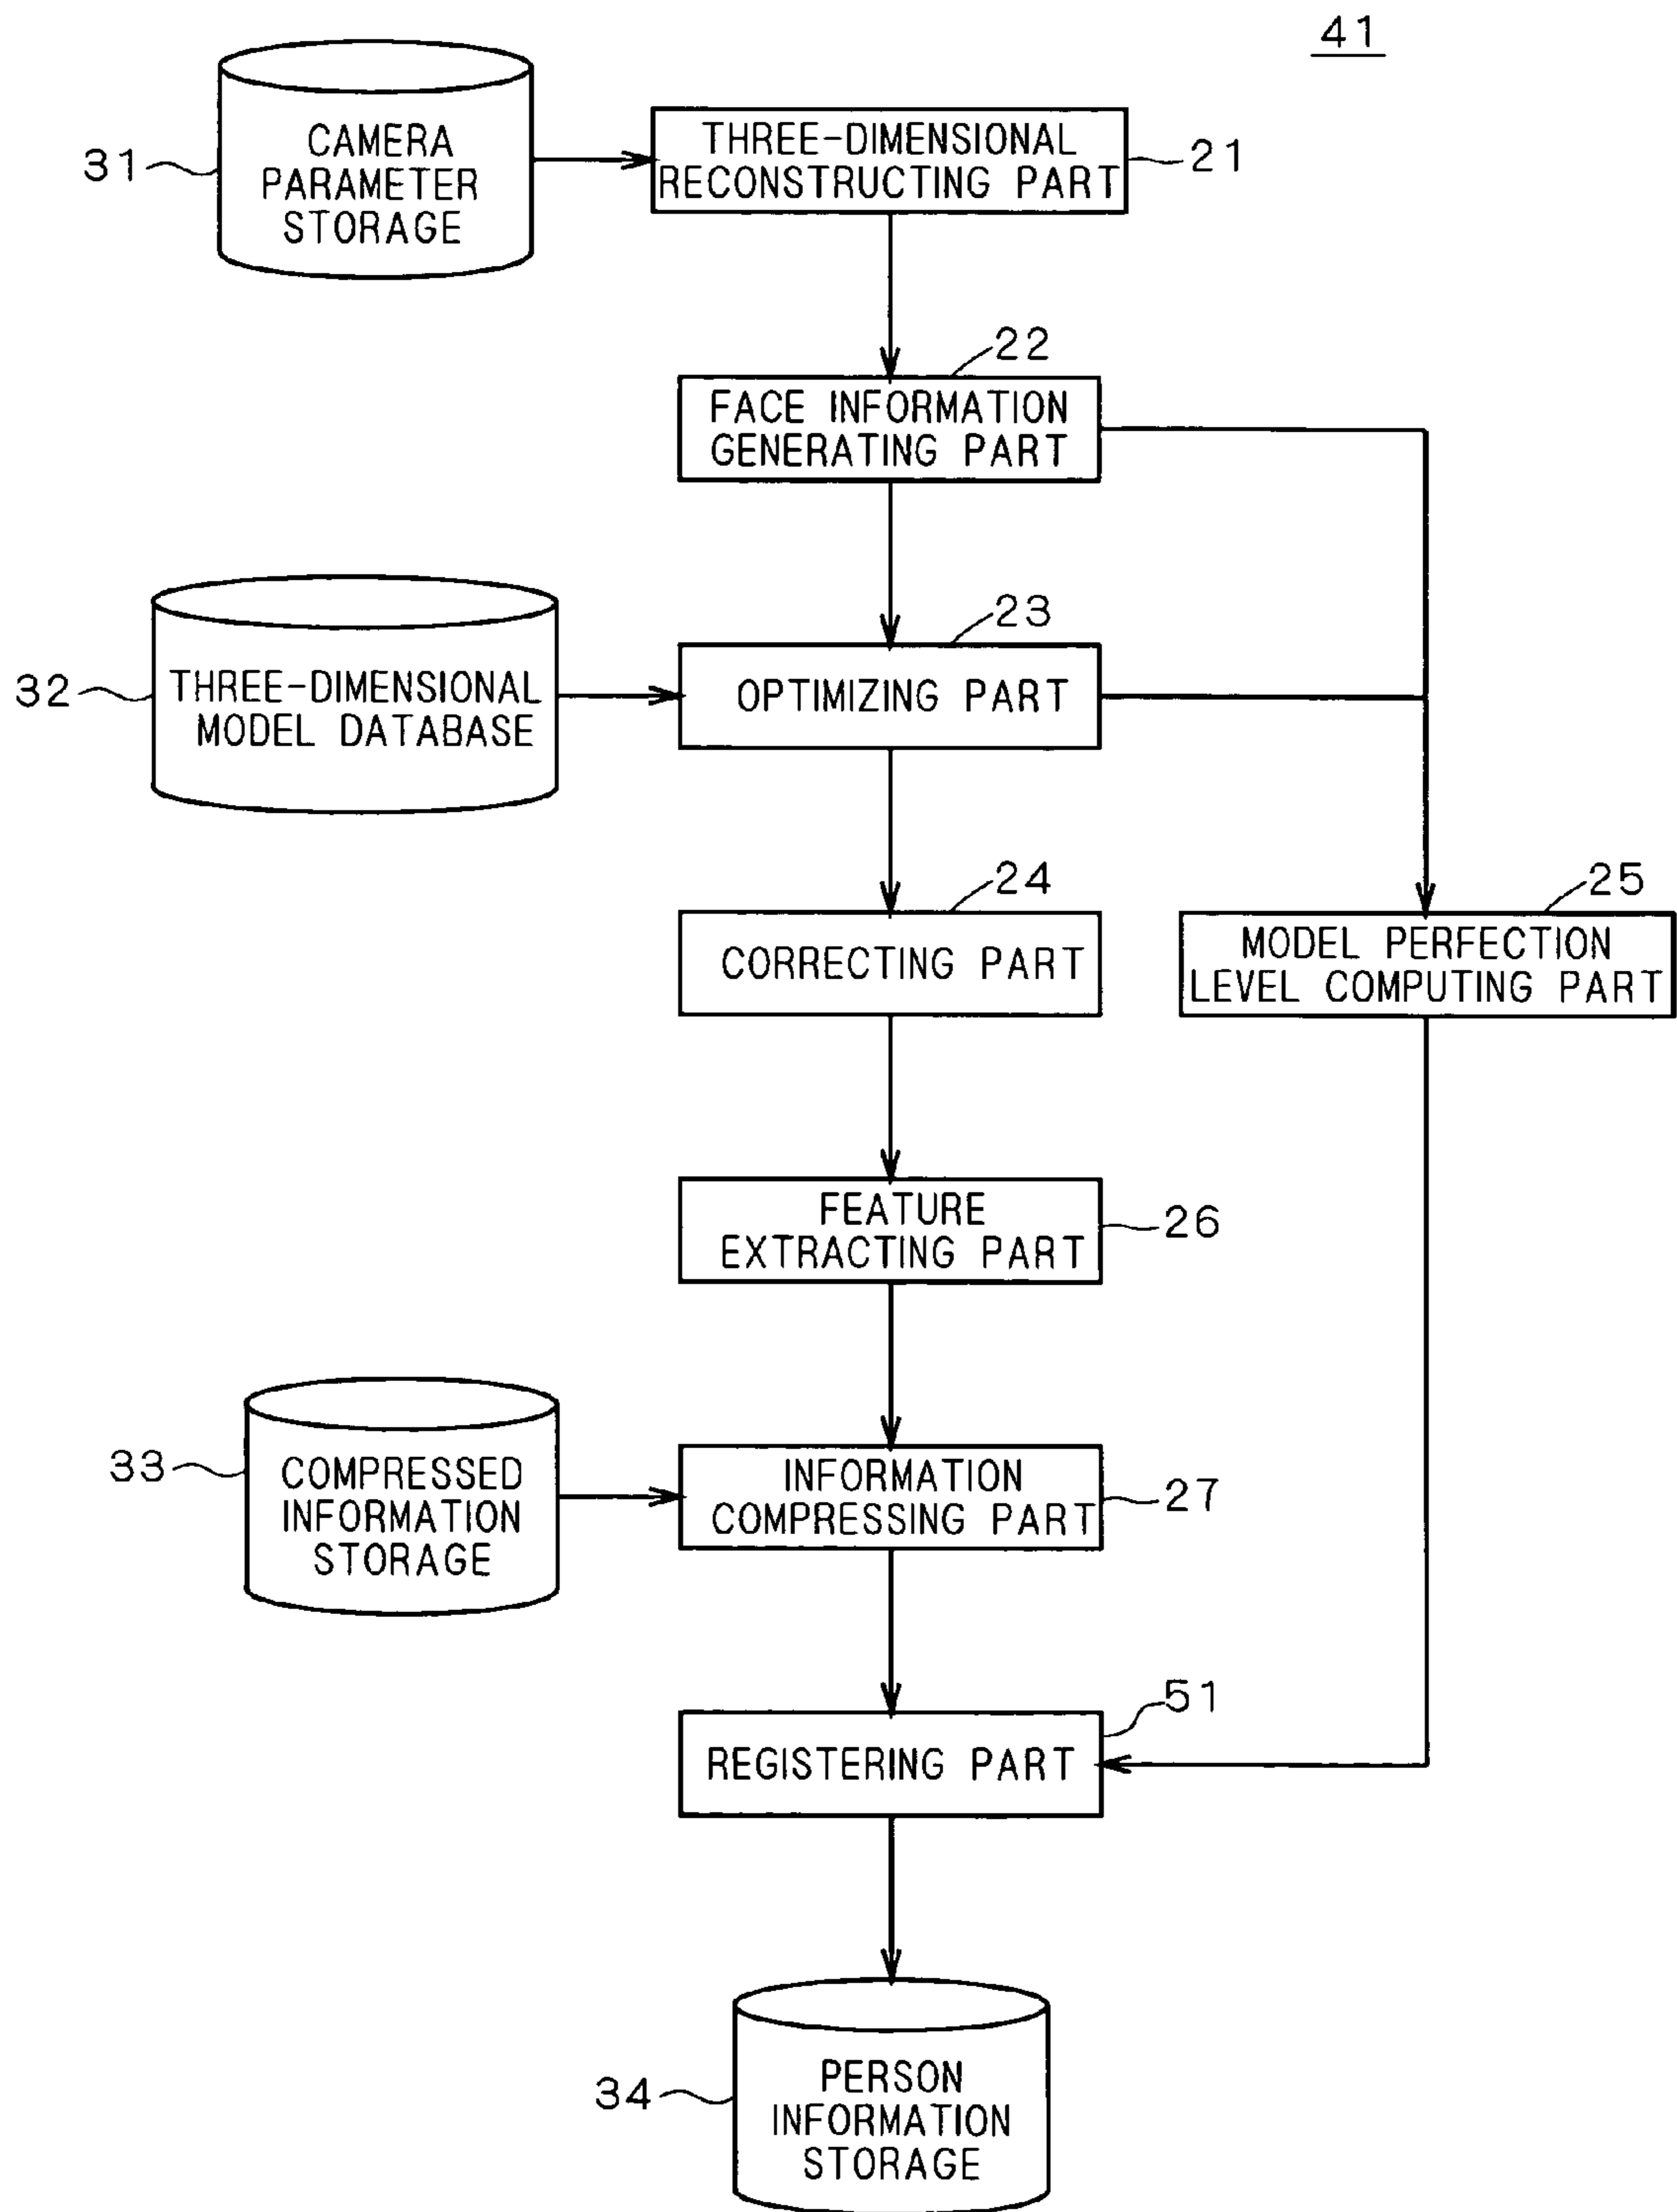 41
CAMERA
PARAMETER
STORAGE
31
THREE-DIMENSIONAL
RECONSTRUCTING PART
21
22
FACE INFORMATION
GENERATING PART
23
THREE-DIMENSIONAL
MODEL DATABASE
32
OPTIMIZING PART
24
CORRECTING PART
25
MODEL PERFECTION
LEVEL COMPUTING PART
FEATURE
EXTRACTING PART
26
33
COMPRESSED
INFORMATION
STORAGE
INFORMATION
COMPRESSING PART
27
51
REGISTERING PART
34
PERSON
INFORMATION
STORAGE